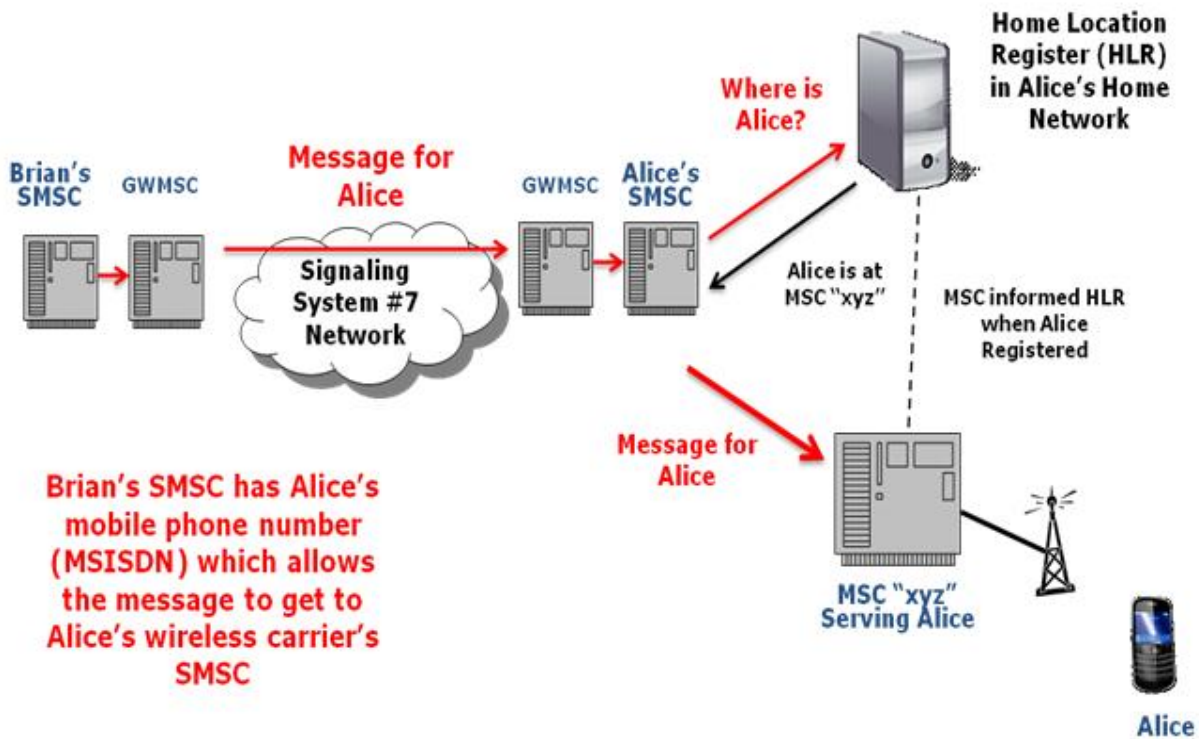 Home Location
Register (HLR)
in Alice's Home
Network
Where is
Alice?
Message for
Alice
Brian's
SMSC
GWMSC
GWMSC
Alice's
SMSC
Signaling
System #7
Network
Alice is at
MSC "xyz"
MSC informed HLR
when Alice
Registered
Message for
Alice
Brian's SMSC has Alice's
mobile phone number
(MSISDN) which allows
the message to get to
Alice's wireless carrier's
SMSC
MSC "xyz"
Serving Alice
Alice